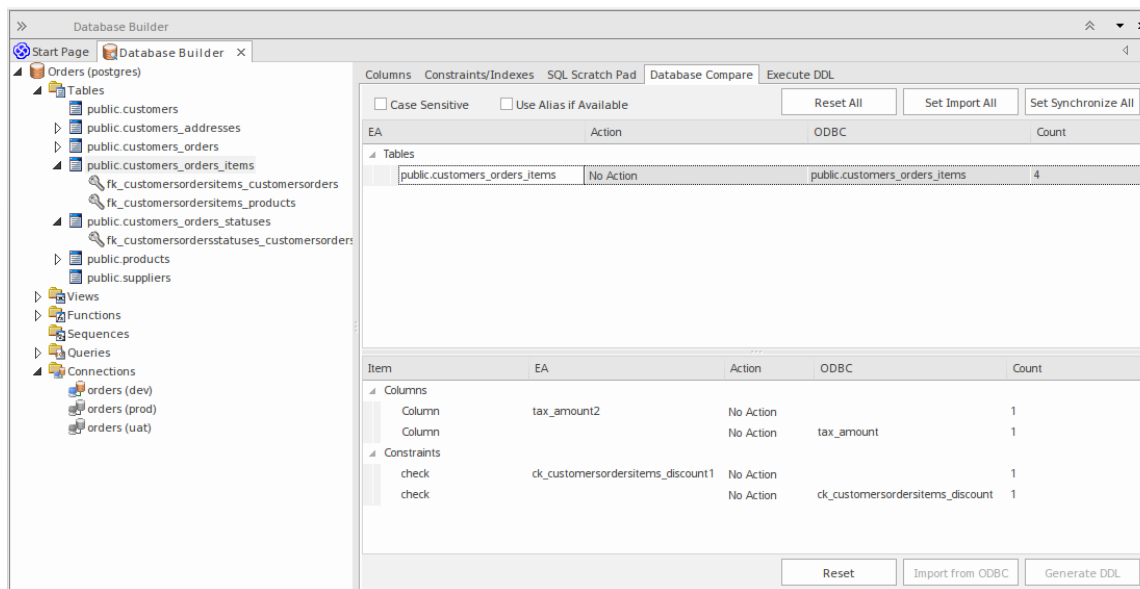 Database Builder
Start Page Database Builder
Orders (postgres)
Tables
public.customers
public.customers_addresses
public.customers_orders
public.customers_orders_items
fk_customersordersitems_customersorders
fk_customersordersitems_products
public.customers_orders_statuses
fk_customersordersstatuses_customersorders
public.products
public.suppliers
Views
Functions
Sequences
Queries
Connections
orders (dev)
orders (prod)
orders (uat)
Columns Constraints/Indexes SQL Scratch Pad Database Compare Execute DDL
Case Sensitive Use Alias if Available Reset All Set Import All Set Synchronize All
EA Action ODBC Count
Tables
public.customers_orders_items No Action public.customers_orders_items 4
Item EA Action ODBC Count
Columns
Column tax_amount2 No Action 1
Column No Action tax_amount 1
Constraints
check ck_customersordersitems_discount1 No Action 1
check No Action ck_customersordersitems_discount 1
Reset Import from ODBC Generate DDL